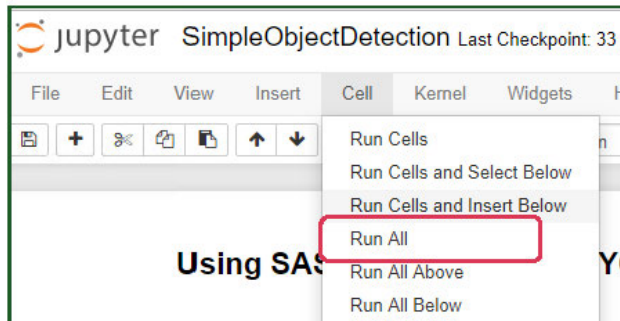 jupyter SimpleObjectDetection Last Checkpoint: 33
File Edit View Insert Cell Kernel Widgets
Run Cells
Run Cells and Select Below
Run Cells and Insert Below
Run All
Using SAS
Run All Above
Run All Below